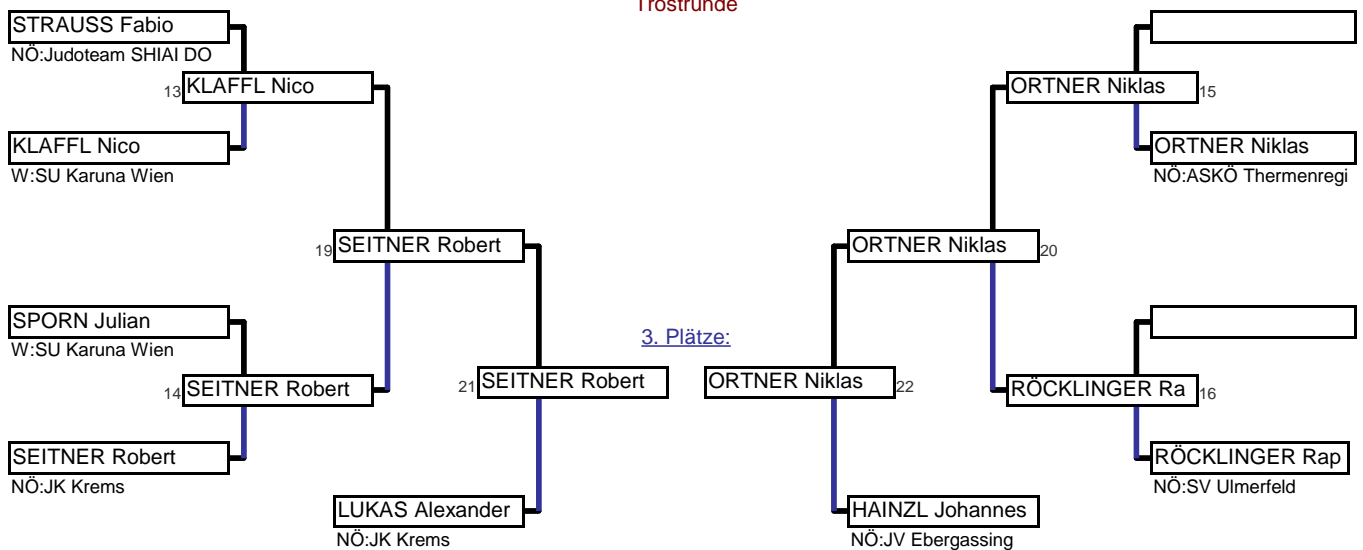 Trostrunde
STRAUSS Fabio
NÖ:Judoteam SHIAI DO
13 KLAFFL Nico
ORTNER Niklas 15
KLAFFL Nico
W:SU Karuna Wien
ORTNER Niklas
NÖ:ASKÖ Thermenregi
19 SEITNER Robert
ORTNER Niklas 20
SPORN Julian
W:SU Karuna Wien
3. Plätze:
14 SEITNER Robert
21 SEITNER Robert
ORTNER Niklas 22
RÖCKLINGER Ra 16
SEITNER Robert
NÖ:JK Krems
RÖCKLINGER Rap
NÖ:SV Ulmerfeld
LUKAS Alexander
NÖ:JK Krems
HAINZL Johannes
NÖ:JV Ebergassing